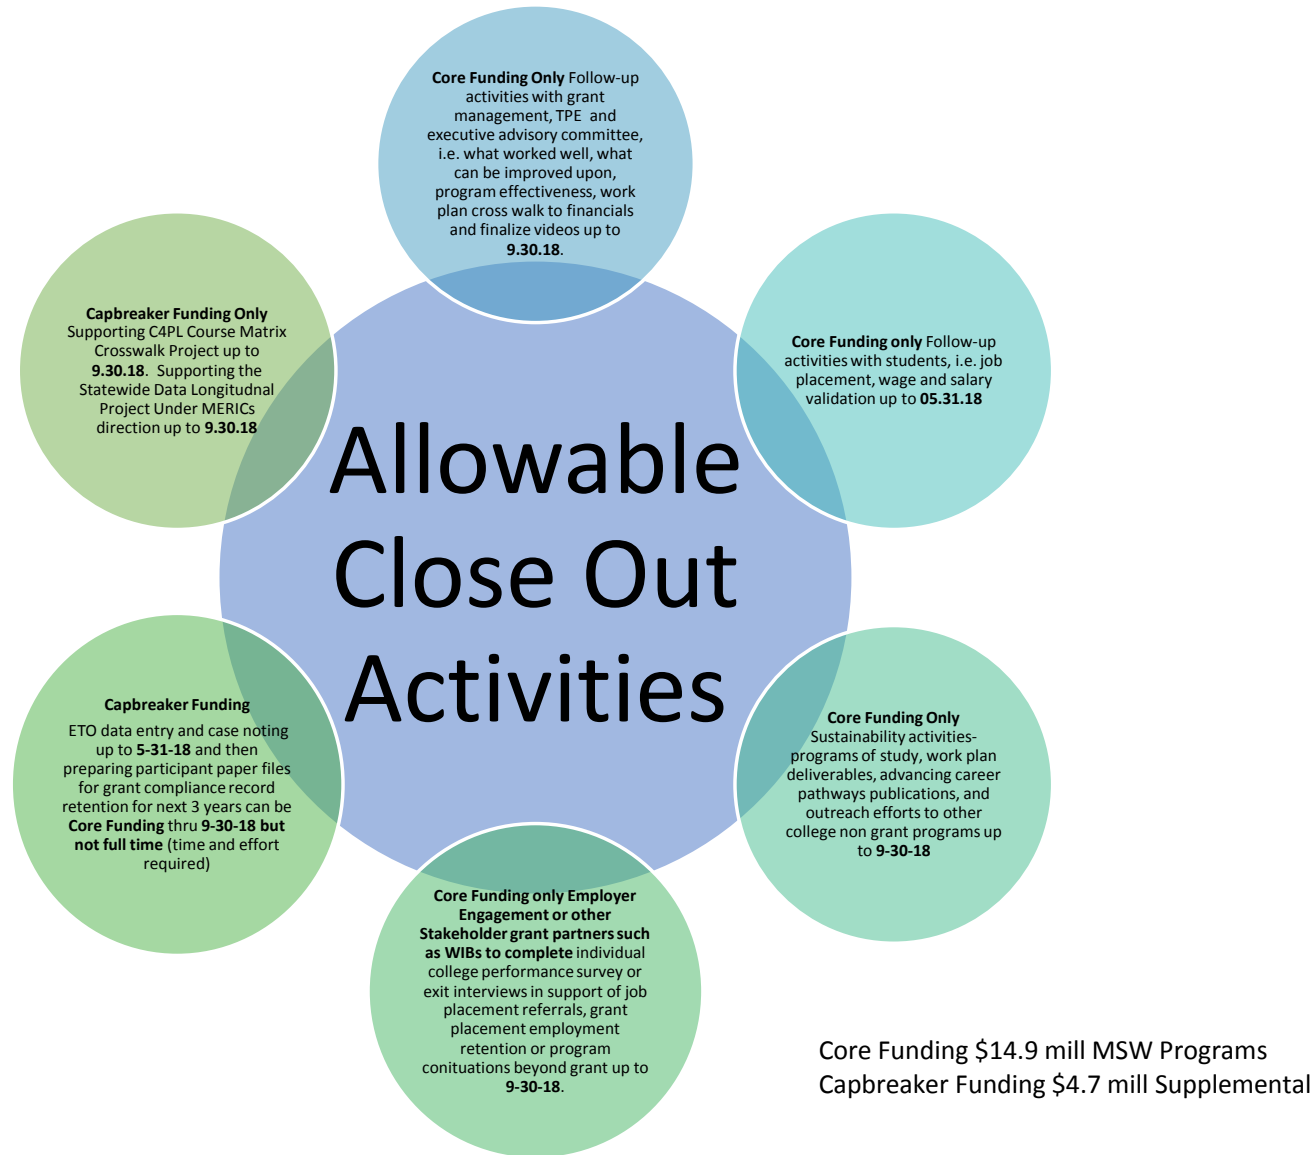 Core Funding Only Follow-up
activities with grant
management, TPE and
executive advisory committee,
i.e. what worked well, what
can be improved upon,
program effectiveness, work
plan cross walk to financials
and finalize videos up to
9.30.18.
Core Funding only Follow-up
activities with students, i.e. job
placement, wage and salary
validation up to 05.31.18
Core Funding Only
Sustainability activities-
programs of study, work plan
deliverables, advancing career
pathways publications, and
outreach efforts to other
college non grant programs up
to 9-30-18
Core Funding only Employer
Engagement or other
Stakeholder grant partners such
as WIBs to complete individual
college performance survey or
exit interviews in support of job
placement referrals, grant
placement employment
retention or program
conituations beyond grant up to
9-30-18.
Capbreaker Funding
ETO data entry and case noting
up to 5-31-18 and then
preparing participant paper files
for grant compliance record
retention for next 3 years can be
Core Funding thru 9-30-18 but
not full time (time and effort
required)
Capbreaker Funding Only
Supporting C4PL Course Matrix
Crosswalk Project up to
9.30.18. Supporting the
Statewide Data Longitudnal
Project Under MERICs
direction up to 9.30.18
Allowable
Close Out
Activities
Core Funding $14.9 mill MSW Programs
Capbreaker Funding $4.7 mill Supplemental